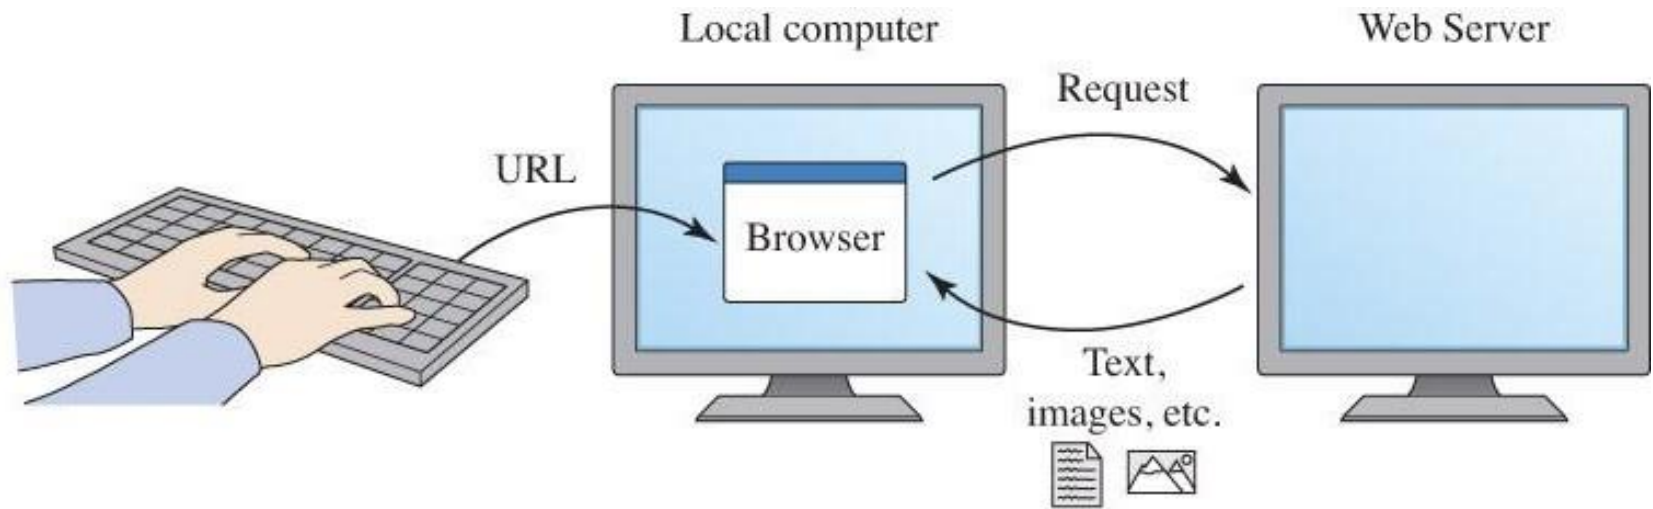 Local computer
Web Server
Request
URL
Browser
Text,
images, etc.